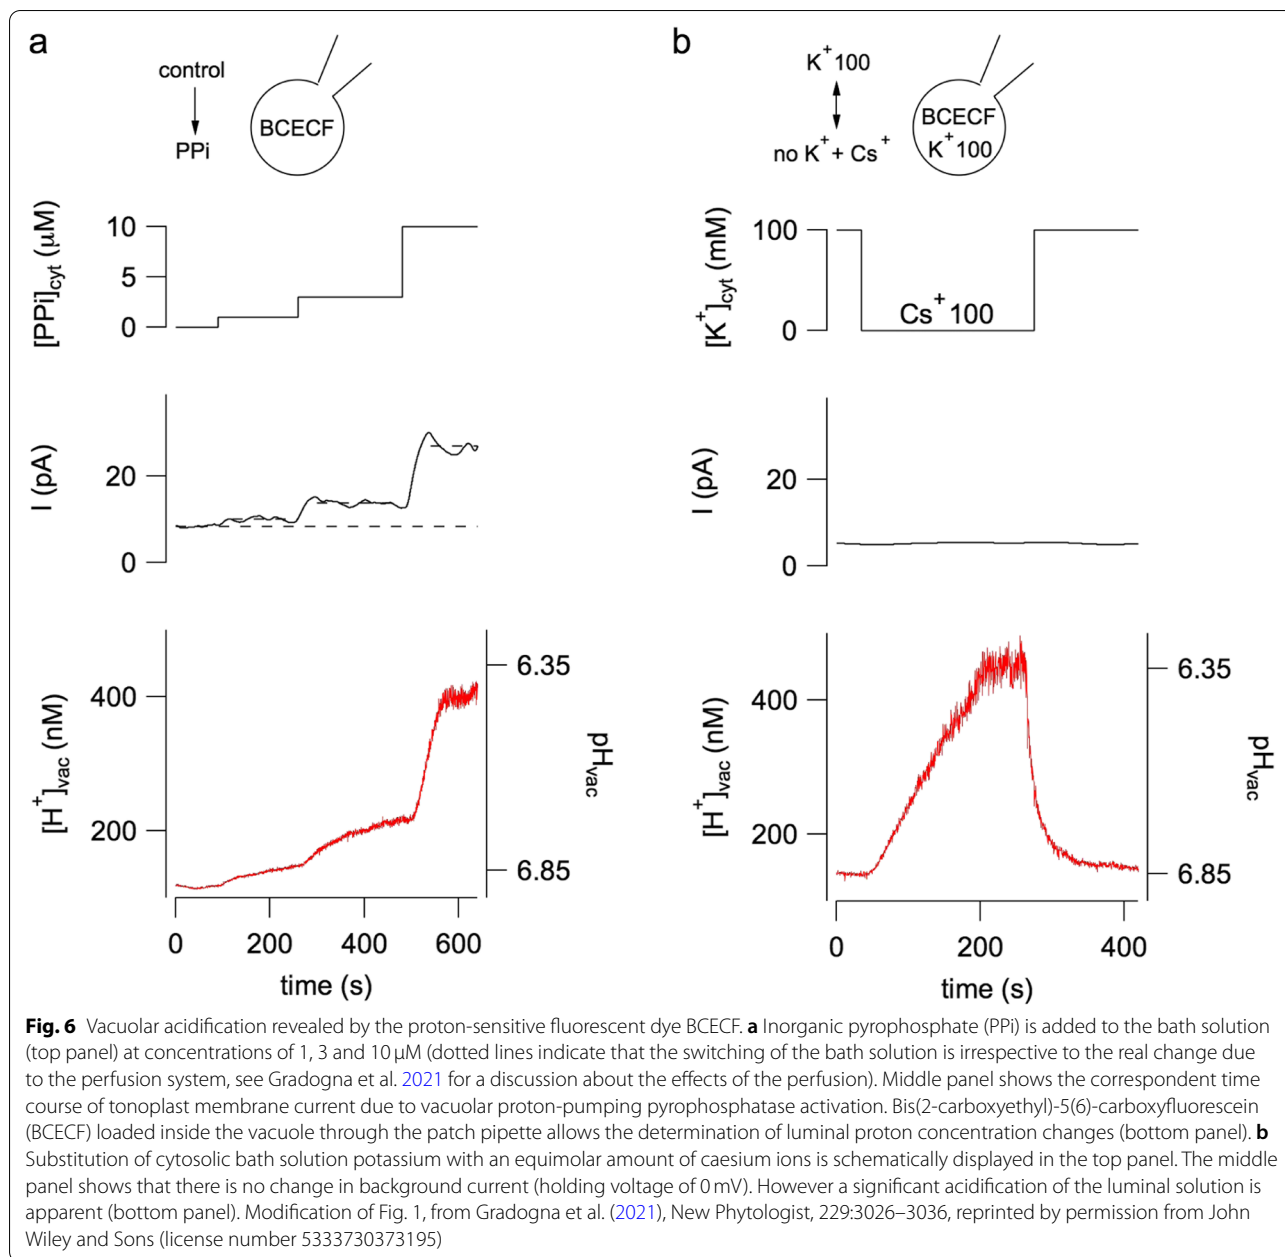 a
control
PPi
BCECF
[PPi]cyt (µM)
10
5
0
I (pA)
20
0
[H+]vac (nM)
400
200
6.35
6.85
pHvac
0 200 400 600
time (s)
b
K+100
no K+ + Cs+
BCECF
K+100
[K+]cyt (mM)
100
0
Cs+100
I (pA)
20
0
[H+]vac (nM)
400
200
6.35
6.85
pHvac
0 200 400
time (s)
Fig. 6 Vacuolar acidification revealed by the proton-sensitive fluorescent dye BCECF. a Inorganic pyrophosphate (PPi) is added to the bath solution
(top panel) at concentrations of 1, 3 and 10 µM (dotted lines indicate that the switching of the bath solution is irrespective to the real change due
to the perfusion system, see Gradogna et al. 2021 for a discussion about the effects of the perfusion). Middle panel shows the correspondent time
course of tonoplast membrane current due to vacuolar proton-pumping pyrophosphatase activation. Bis(2-carboxyethyl)-5(6)-carboxyfluorescein
(BCECF) loaded inside the vacuole through the patch pipette allows the determination of luminal proton concentration changes (bottom panel). b
Substitution of cytosolic bath solution potassium with an equimolar amount of caesium ions is schematically displayed in the top panel. The middle
panel shows that there is no change in background current (holding voltage of 0 mV). However a significant acidification of the luminal solution is
apparent (bottom panel). Modification of Fig. 1, from Gradogna et al. (2021), New Phytologist, 229:3026–3036, reprinted by permission from John
Wiley and Sons (license number 5333730373195)